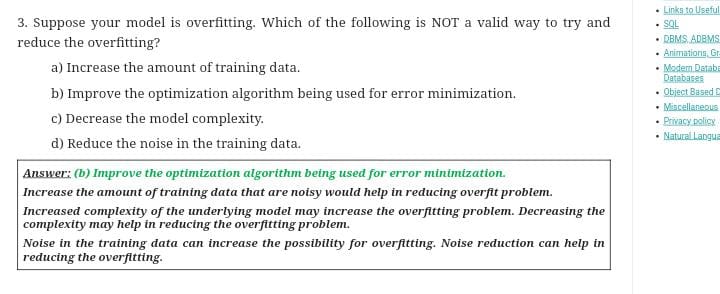 3. Suppose your model is overfitting. Which of the following is NOT a valid way to try and
reduce the overfitting?
a) Increase the amount of training data.
b) Improve the optimization algorithm being used for error minimization.
c) Decrease the model complexity.
d) Reduce the noise in the training data.
Answer: (b) Improve the optimization algorithm being used for error minimization.
Increase the amount of training data that are noisy would help in reducing overfit problem.
Increased complexity of the underlying model may increase the overfitting problem. Decreasing the
complexity may help in reducing the overfitting problem.
Noise in the training data can increase the possibility for overfitting. Noise reduction can help in
reducing the overfitting.
• Links to Useful
• SQL
• DBMS, ADBMS
• Animations,
• Modern
Databases
• Object Based
• Miscellaneous
• Privacy policy
• Natural